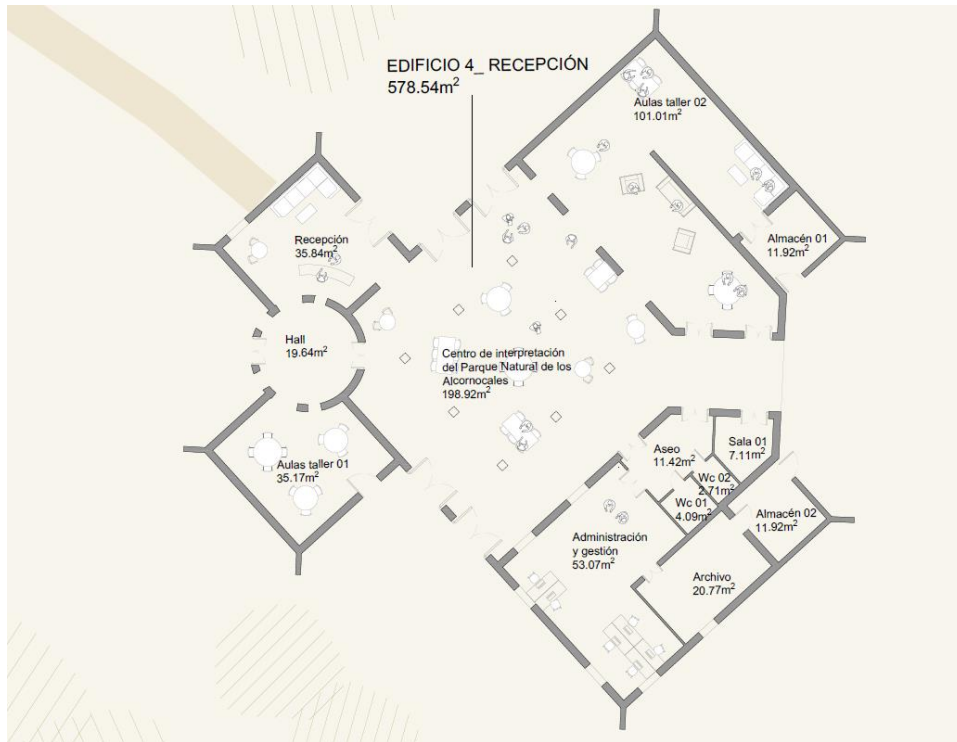 EDIFICIO 4_ RECEPCIÓN
578.54m²
Aulas taller 02
101.01m²
Recepción
35.84m²
Almacén 01
11.92m²
Hall
19.64m²
Centro de interpretación
del Parque Natural de los
Alcornocales
198.92m²
Aulas taller 01
35.17m²
Aseo
11.42m²
Sala 01
7.11m²
Wc 02
2.71m²
Wc 01
4.09m²
Almacén 02
11.92m²
Administración
y gestión
53.07m²
Archivo
20.77m²